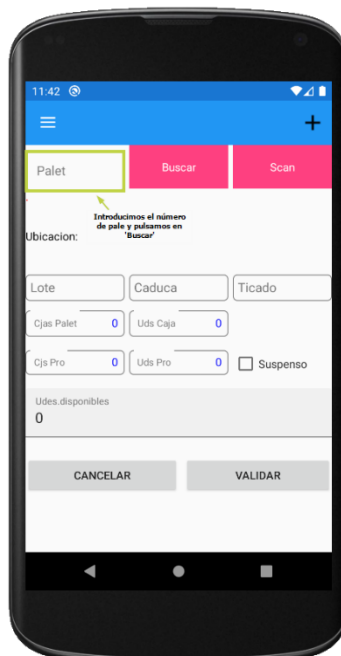 11:42
+
Palet
Buscar
Scan
Introducimos el número
de pale y pulsamos en
'Buscar'
Ubicacion:
Lote
Caduca
Ticado
Cjas Palet 0
Uds Caja 0
Cjs Pro 0
Uds Pro 0
Suspenso
Udes.disponibles
0
CANCELAR
VALIDAR